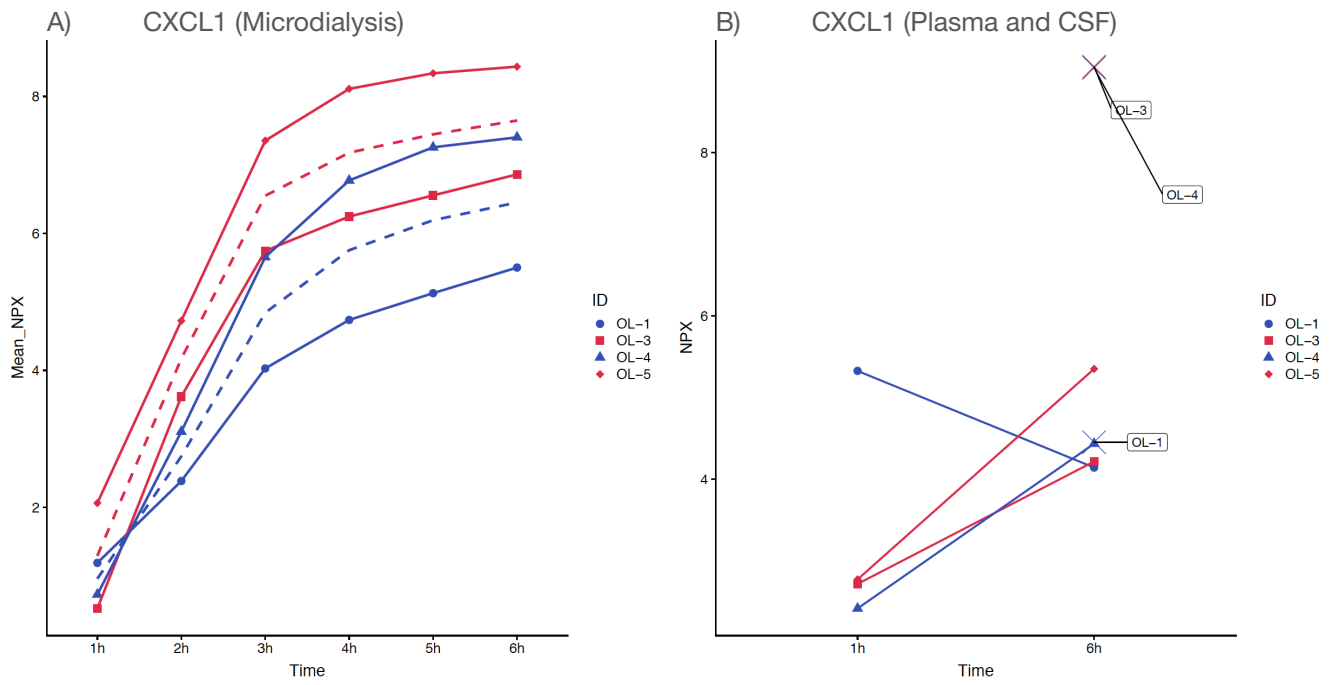 A) CXCL1 (Microdialysis)
Mean_NPX
8
6
4
2
1h 2h 3h 4h 5h 6h
Time
ID
OL-1
OL-3
OL-4
OL-5
B) CXCL1 (Plasma and CSF)
NPX
8
6
4
OL-3
OL-4
OL-1
1h 6h
Time
ID
OL-1
OL-3
OL-4
OL-5